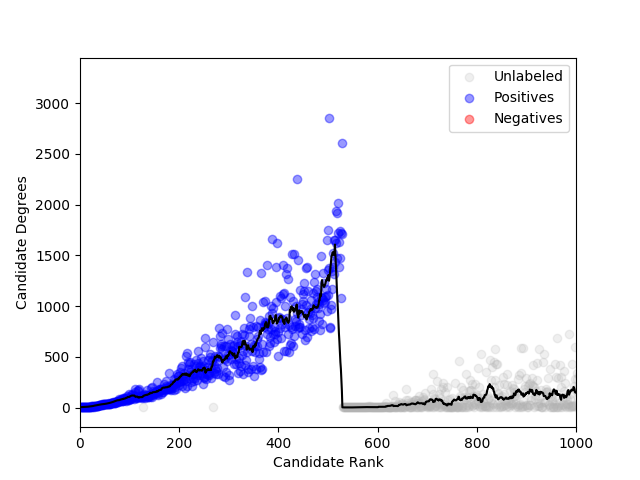 Unlabeled
Positives
Negatives
Candidate Degrees
3000
2500
2000
1500
1000
500
0
0 200 400 600 800 1000
Candidate Rank